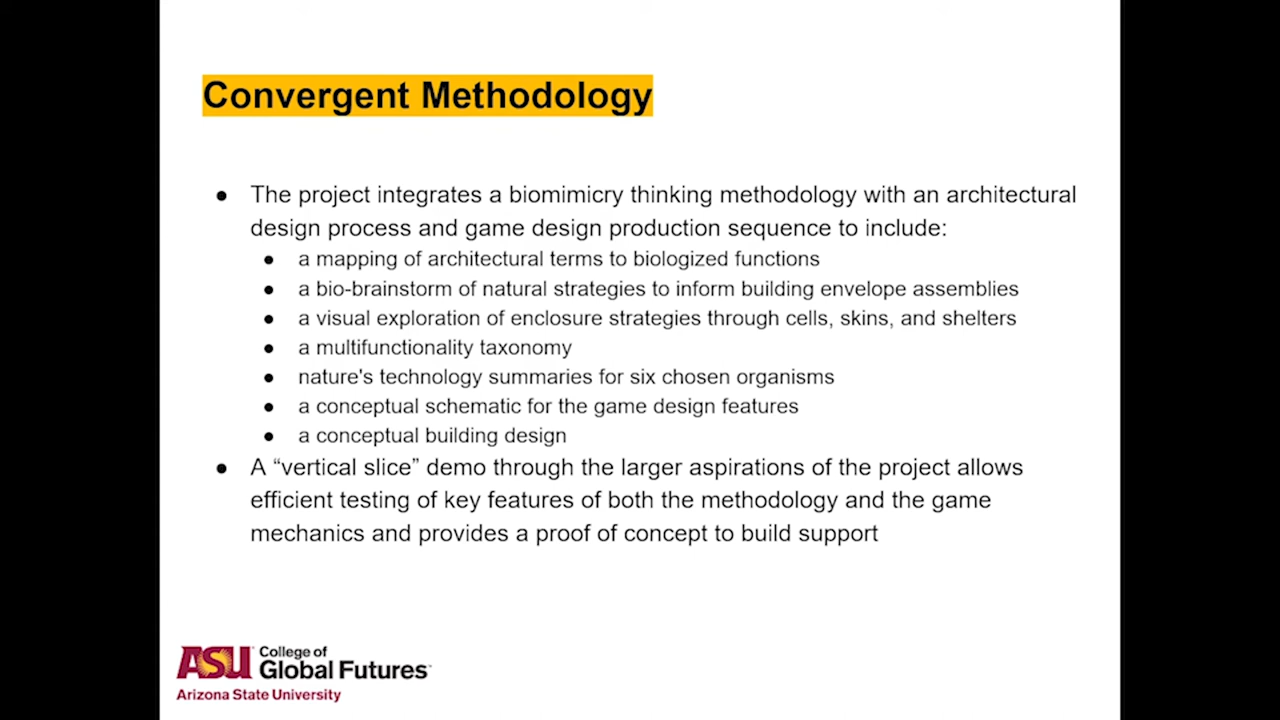 Convergent Methodology
● The project integrates a biomimicry thinking methodology with an architectural
design process and game design production sequence to include:
● a mapping of architectural terms to biologized functions
● a bio-brainstorm of natural strategies to inform building envelope assemblies
● a visual exploration of enclosure strategies through cells, skins, and shelters
● a multifunctionality taxonomy
● nature's technology summaries for six chosen organisms
● a conceptual schematic for the game design features
● a conceptual building design
● A “vertical slice” demo through the larger aspirations of the project allows
efficient testing of key features of both the methodology and the game
mechanics and provides a proof of concept to build support
ASU College of
Global Futures™
Arizona State University